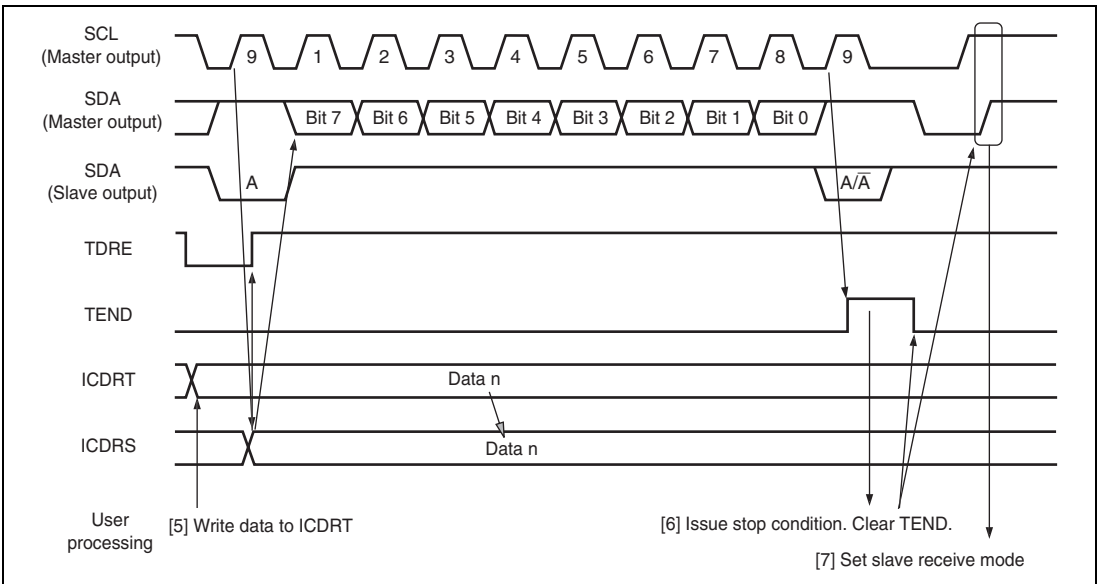 SCL
(Master output)
9 1 2 3 4 5 6 7 8 9
SDA
(Master output)
Bit 7 Bit 6 Bit 5 Bit 4 Bit 3 Bit 2 Bit 1 Bit 0
SDA
(Slave output)
A A/A̅
TDRE
TEND
ICDRT
Data n
ICDRS
Data n
User
processing
[5] Write data to ICDRT
[6] Issue stop condition. Clear TEND.
[7] Set slave receive mode